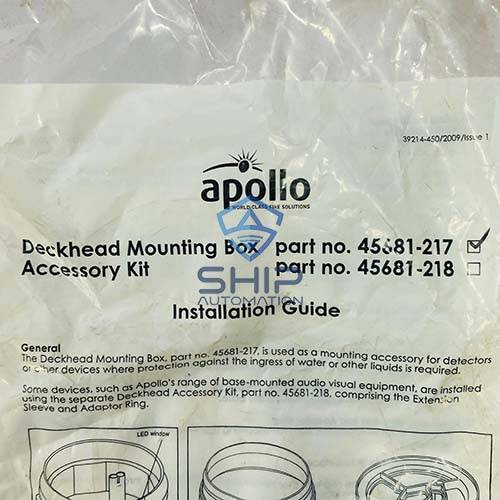 39214-450/2009/Issue 1
apollo
WORLD CLASS FIRE SOLUTIONS
Deckhead Mounting Box part no. 45681-217
Accessory Kit part no. 45681-218
SHIP
AUTOMATION
Installation Guide
General
The Deckhead Mounting Box, part no. 45681-217, is used as a mounting accessory for detectors
or other devices where protection against the ingress of water or other liquids is required.
Some devices, such as Apollo's range of base-mounted audio visual equipment, are installed
using the separate Deckhead Accessory Kit, part no. 45681-218, comprising the Extension
Sleeve and Adaptor Ring.
LED window